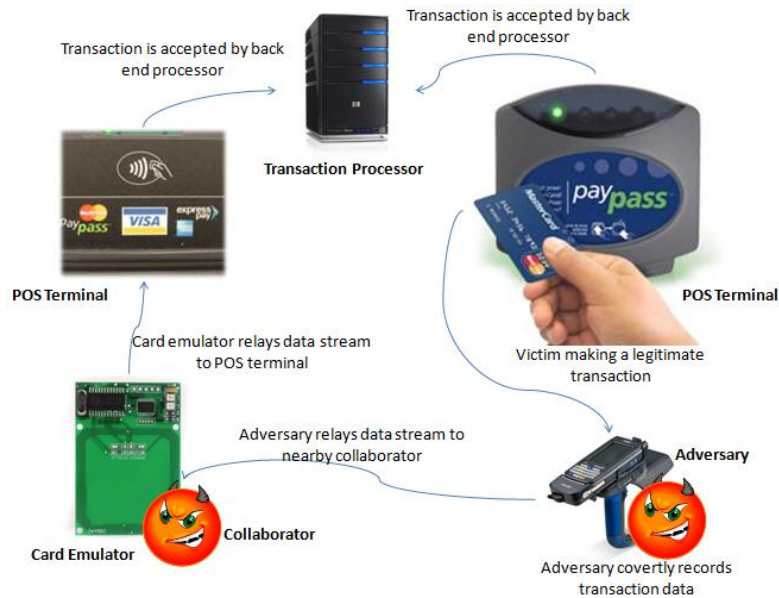 Transaction is accepted by back
end processor
Transaction is accepted by back
end processor
Transaction Processor
paypass
VISA
express
pay
MasterCard
pay
pass
POS Terminal
POS Terminal
Card emulator relays data stream
to POS terminal
Victim making a legitimate
transaction
Adversary relays data stream to
nearby collaborator
Adversary
Collaborator
Card Emulator
Adversary covertly records
transaction data